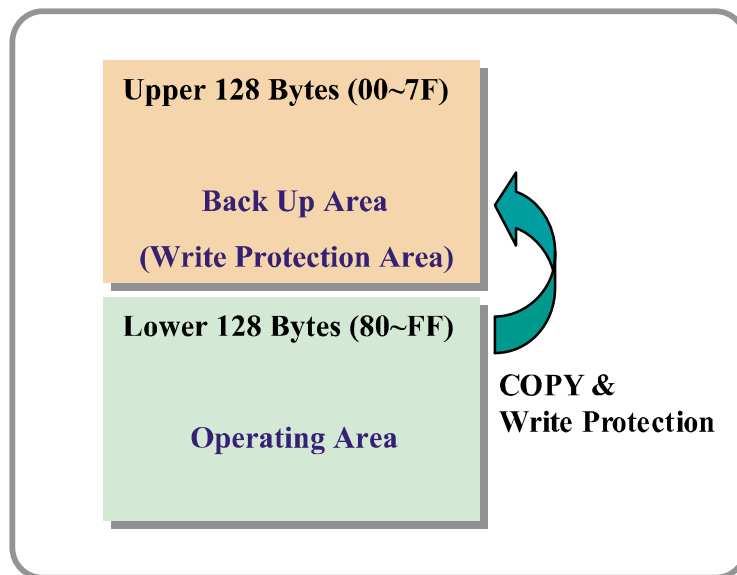 Upper 128 Bytes (00~7F)
Back Up Area
(Write Protection Area)
Lower 128 Bytes (80~FF)
Operating Area
COPY &
Write Protection